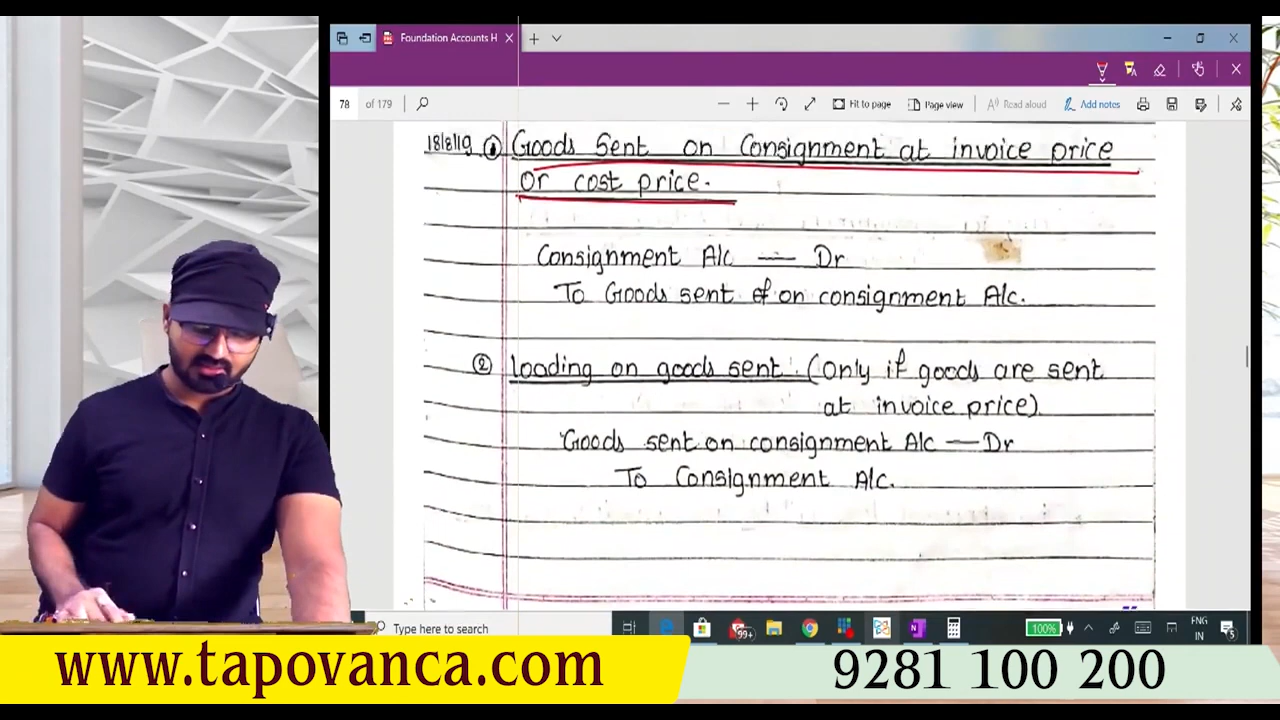 Foundation Accounts H
78 of 179
Fit to page
Page view
Read aloud
Add notes
18/8/19 ① Goods Sent on Consignment at invoice price
Or cost price.
Consignment A/c — Dr
To Goods sent of on consignment A/c.
② loading on goods sent : (Only if goods are sent
at invoice price).
Goods sent on consignment A/c — Dr
To Consignment A/c.
Type here to search
99+
100%
ENG
IN
5
www.tapovanca.com
9281 100 200